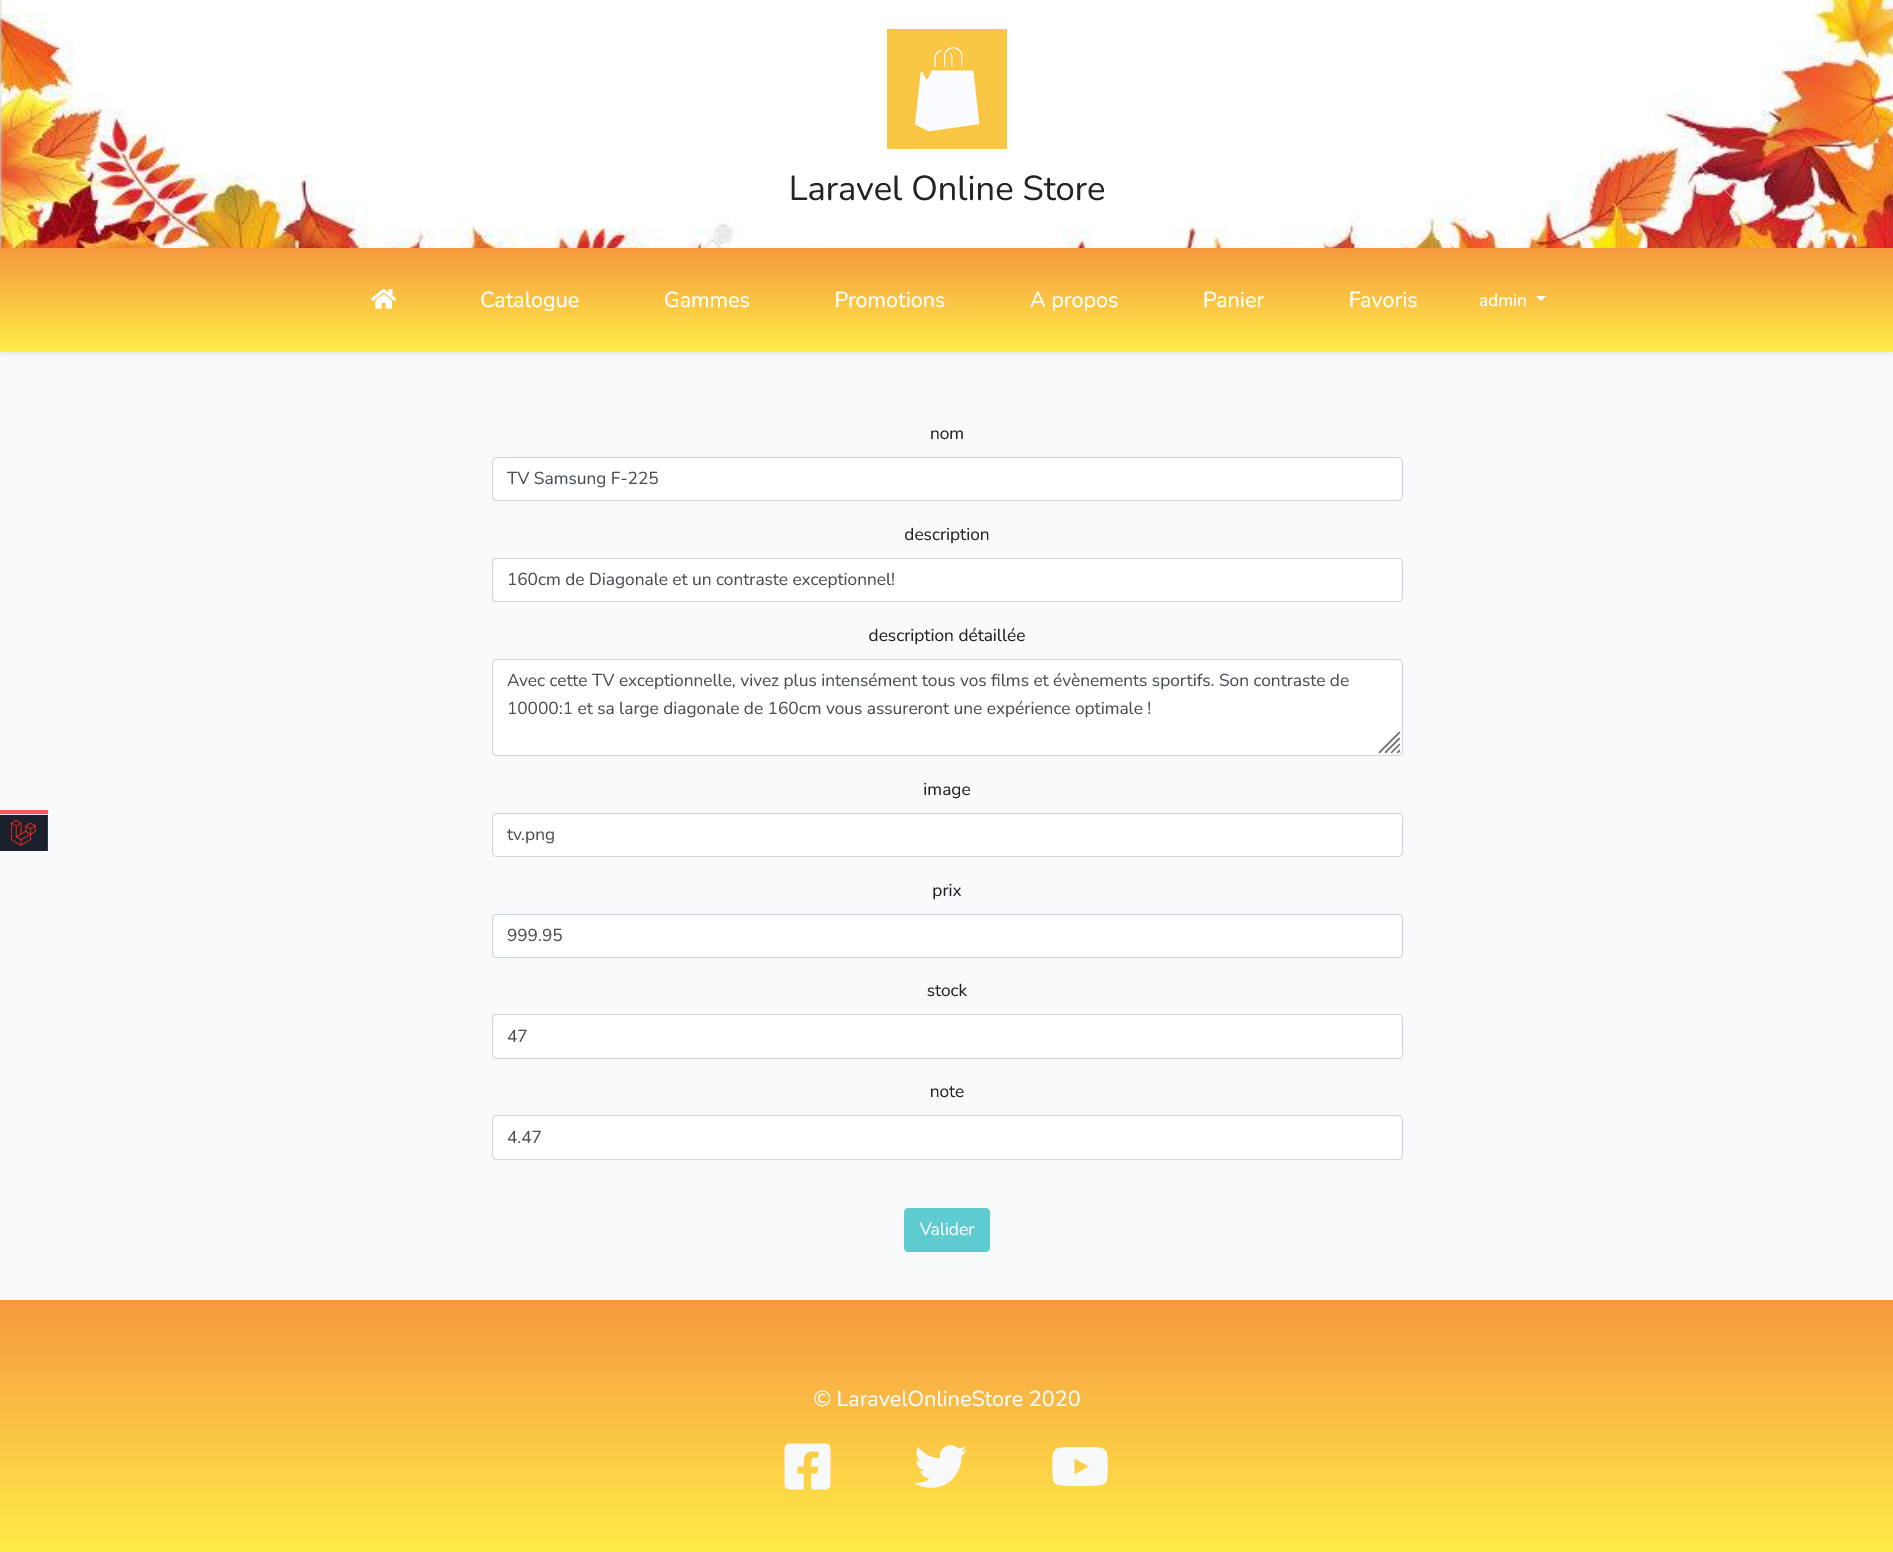 Laravel Online Store
Catalogue
Gammes
Promotions
A propos
Panier
Favoris
admin
nom
TV Samsung F-225
description
160cm de Diagonale et un contraste exceptionnel!
description détaillée
Avec cette TV exceptionnelle, vivez plus intensément tous vos films et évènements sportifs. Son contraste de
10000:1 et sa large diagonale de 160cm vous assureront une expérience optimale !
image
tv.png
prix
999.95
stock
47
note
4.47
Valider
© LaravelOnlineStore 2020